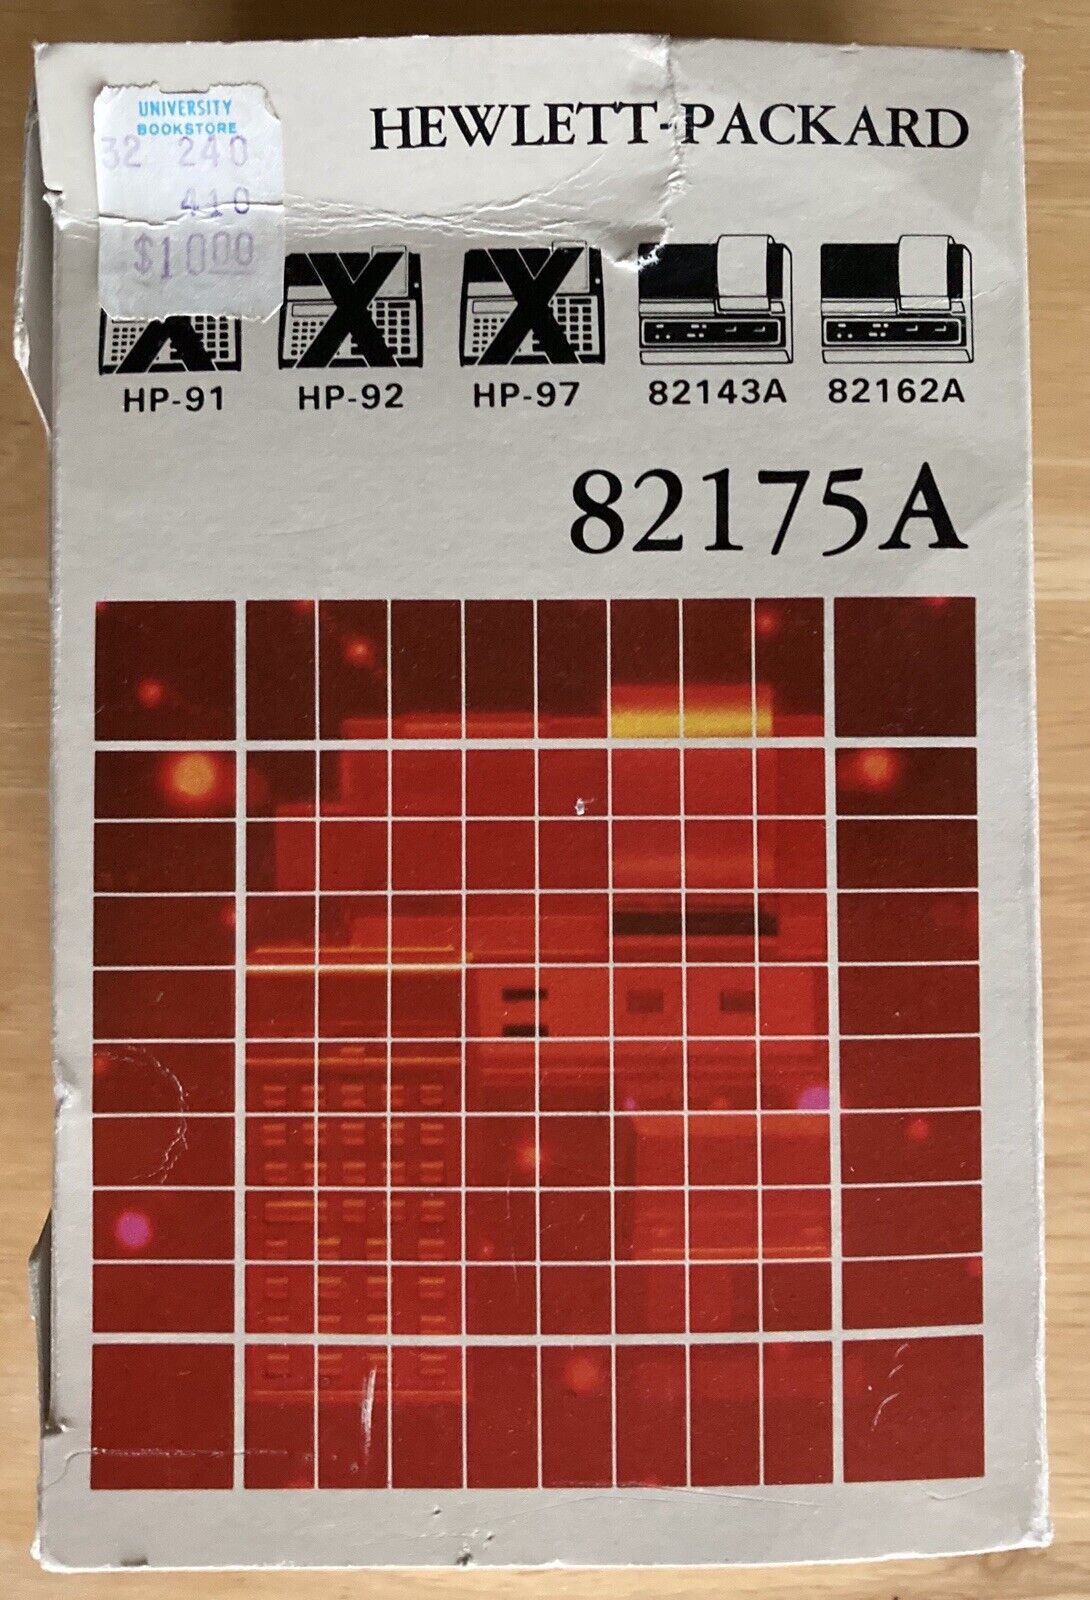 UNIVERSITY
BOOKSTORE
32 240
410
$10.00
HEWLETT-PACKARD
HP-91 HP-92 HP-97 82143A 82162A
82175A